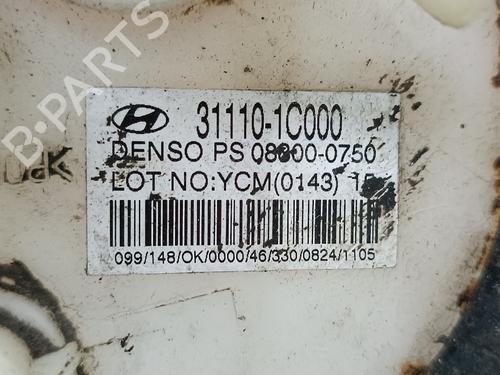 B-PARTS
31110-1C000
DENSO PS 08300-0750
LOT NO:YCM(0143) 15
099/148/OK/0000/46/330/0824/1105